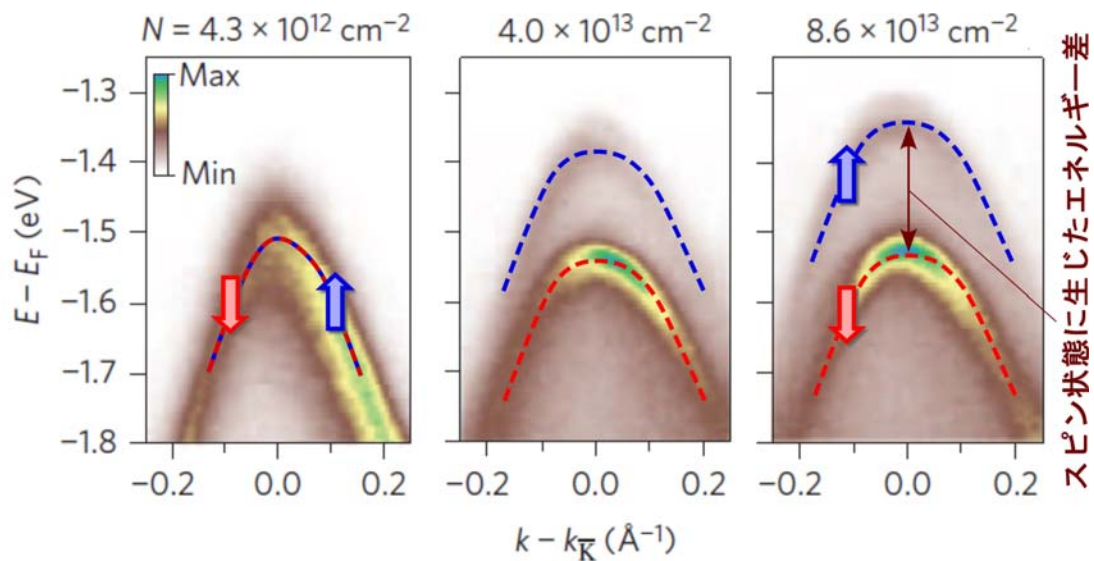 N = 4.3 × 10¹² cm⁻²
4.0 × 10¹³ cm⁻²
8.6 × 10¹³ cm⁻²
Max
Min
E − E_F (eV)
−1.3
−1.4
−1.5
−1.6
−1.7
−1.8
−0.2 0.0 0.2
−0.2 0.0 0.2
−0.2 0.0 0.2
k − k_K̅ (Å⁻¹)
スピン状態に生じたエネルギー差